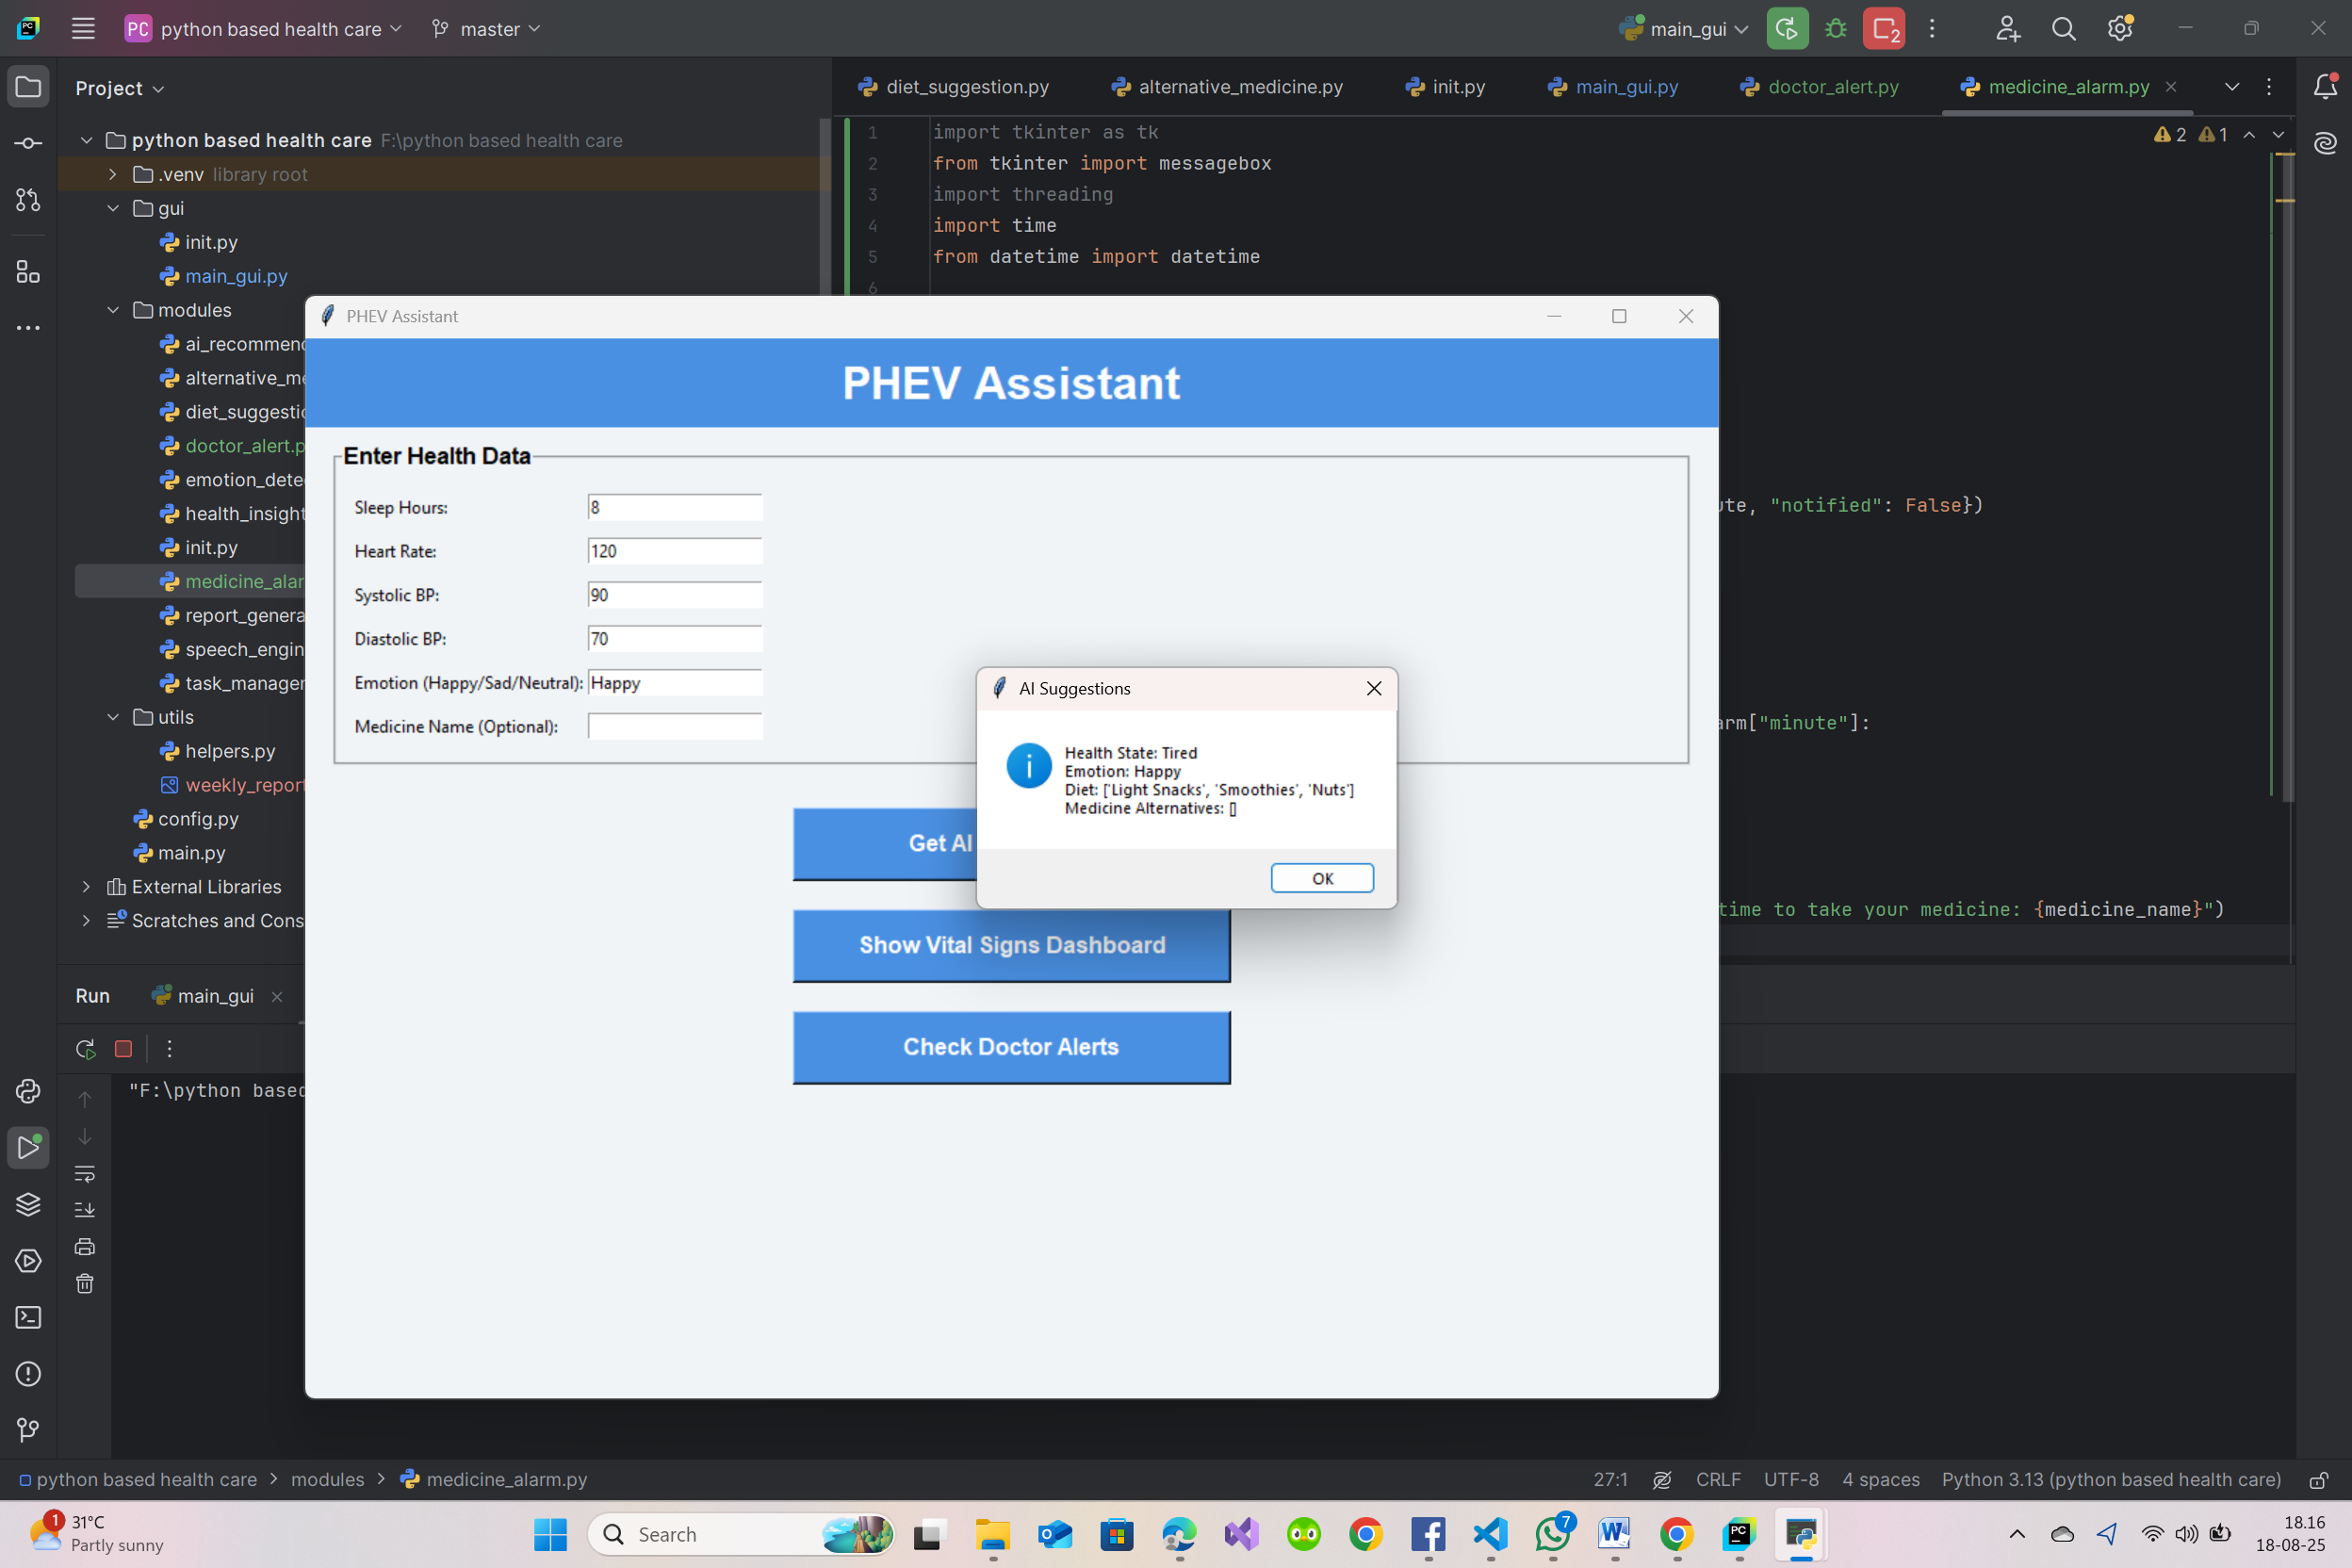 PC python based health care
master
main_gui
2
Project
diet_suggestion.py
alternative_medicine.py
init.py
main_gui.py
doctor_alert.py
medicine_alarm.py
python based health care F:\python based health care
.venv library root
gui
init.py
main_gui.py
modules
ai_recommend
alternative_me
diet_suggestio
doctor_alert.p
emotion_dete
health_insight
init.py
medicine_alar
report_genera
speech_engin
task_manager
utils
helpers.py
weekly_report
config.py
main.py
External Libraries
Scratches and Cons
1 import tkinter as tk
2 from tkinter import messagebox
3 import threading
4 import time
5 from datetime import datetime
6
2 1
ute, "notified": False})
arm["minute"]:
time to take your medicine: {medicine_name}")
PHEV Assistant
PHEV Assistant
Enter Health Data
Sleep Hours: 8
Heart Rate: 120
Systolic BP: 90
Diastolic BP: 70
Emotion (Happy/Sad/Neutral): Happy
Medicine Name (Optional):
Get AI
Show Vital Signs Dashboard
Check Doctor Alerts
AI Suggestions
Health State: Tired
Emotion: Happy
Diet: ['Light Snacks', 'Smoothies', 'Nuts']
Medicine Alternatives: []
OK
Run
main_gui
"F:\python based
python based health care > modules > medicine_alarm.py
27:1 CRLF UTF-8 4 spaces Python 3.13 (python based health care)
1
31°C
Partly sunny
Search
7
PC
18.16
18-08-25